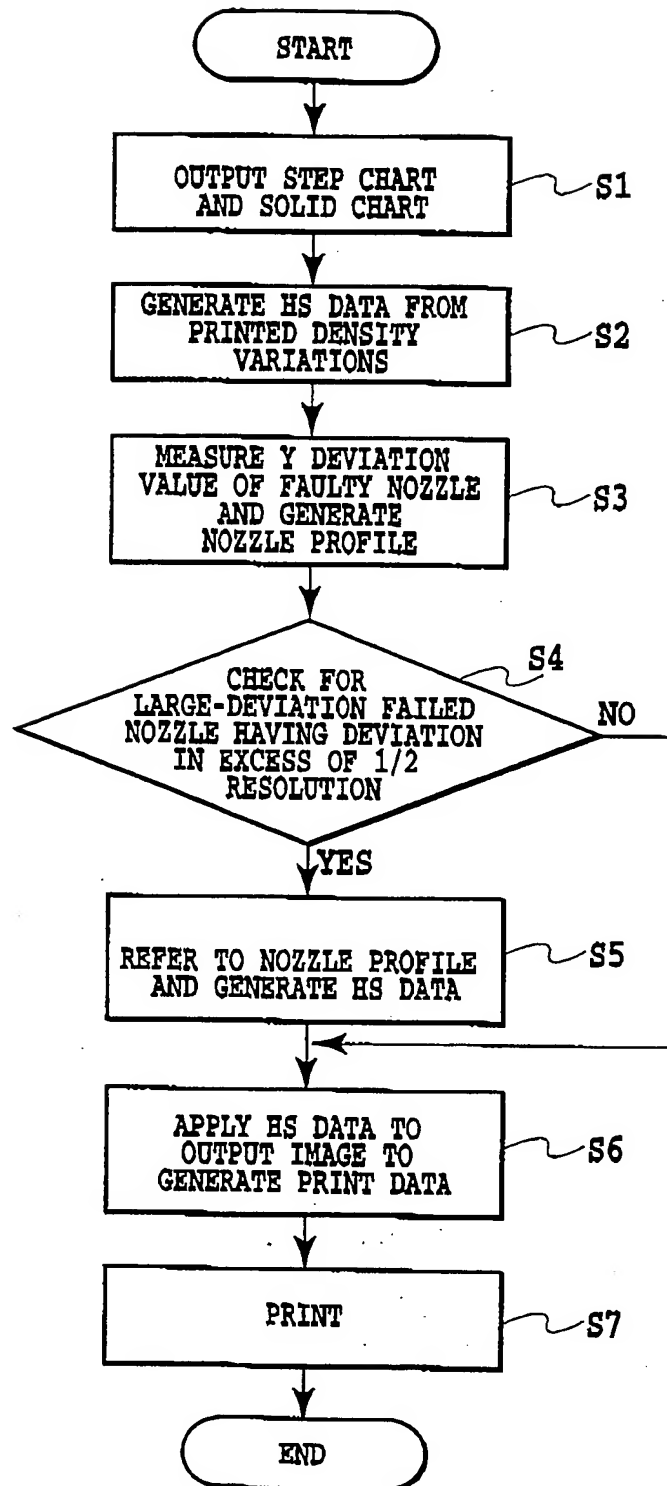 START
OUTPUT STEP CHART
AND SOLID CHART
S1
GENERATE HS DATA FROM
PRINTED DENSITY
VARIATIONS
S2
MEASURE Y DEVIATION
VALUE OF FAULTY NOZZLE
AND GENERATE
NOZZLE PROFILE
S3
S4
CHECK FOR
LARGE-DEVIATION FAILED
NOZZLE HAVING DEVIATION
IN EXCESS OF 1/2
RESOLUTION
NO
YES
REFER TO NOZZLE PROFILE
AND GENERATE HS DATA
S5
APPLY HS DATA TO
OUTPUT IMAGE TO
GENERATE PRINT DATA
S6
PRINT
S7
END